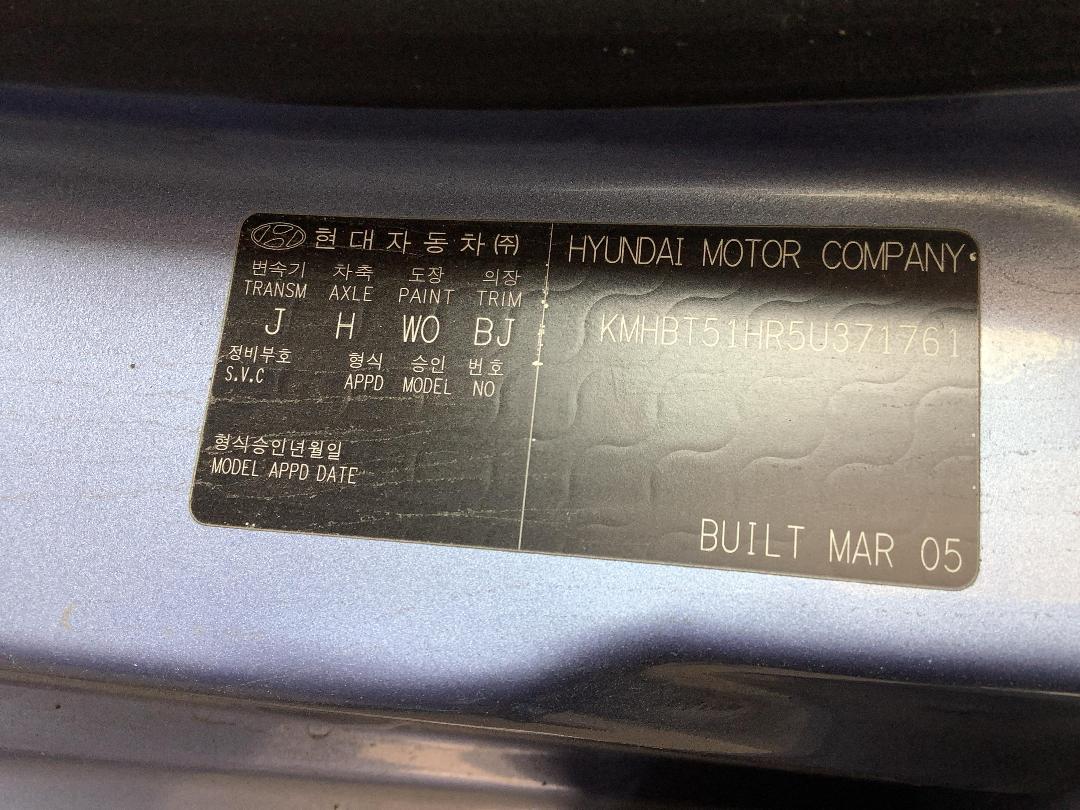 현대자동차(주)
변속기 차축 도장 의장
TRANSM AXLE PAINT TRIM
J H WO BJ
정비부호 형식 승인 번호
S.V.C APPD MODEL NO
형식승인년월일
MODEL APPD DATE
HYUNDAI MOTOR COMPANY
KMHBT51HR5U371761
BUILT MAR 05